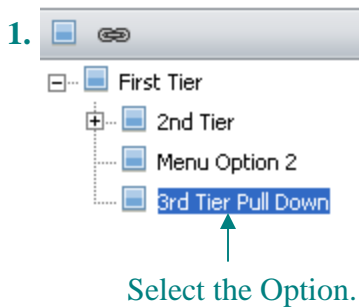 1.
First Tier
2nd Tier
Menu Option 2
3rd Tier Pull Down
Select the Option.